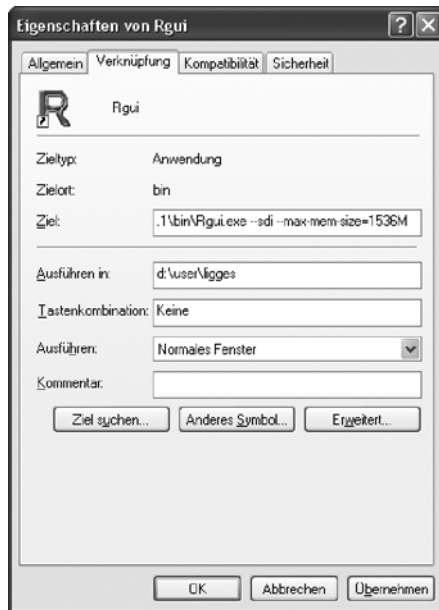 Eigenschaften von Rgui
Allgemein Verknüpfung Kompatibilität Sicherheit
Rgui
Zieltyp: Anwendung
Zielort: bin
Ziel: .1\bin\Rgui.exe --sdi --max-mem-size=1536M
Ausführen in: d:\user\ligges
Tastenkombination: Keine
Ausführen: Normales Fenster
Kommentar:
Ziel suchen... Anderes Symbol... Erweitert...
OK Abbrechen Übernehmen